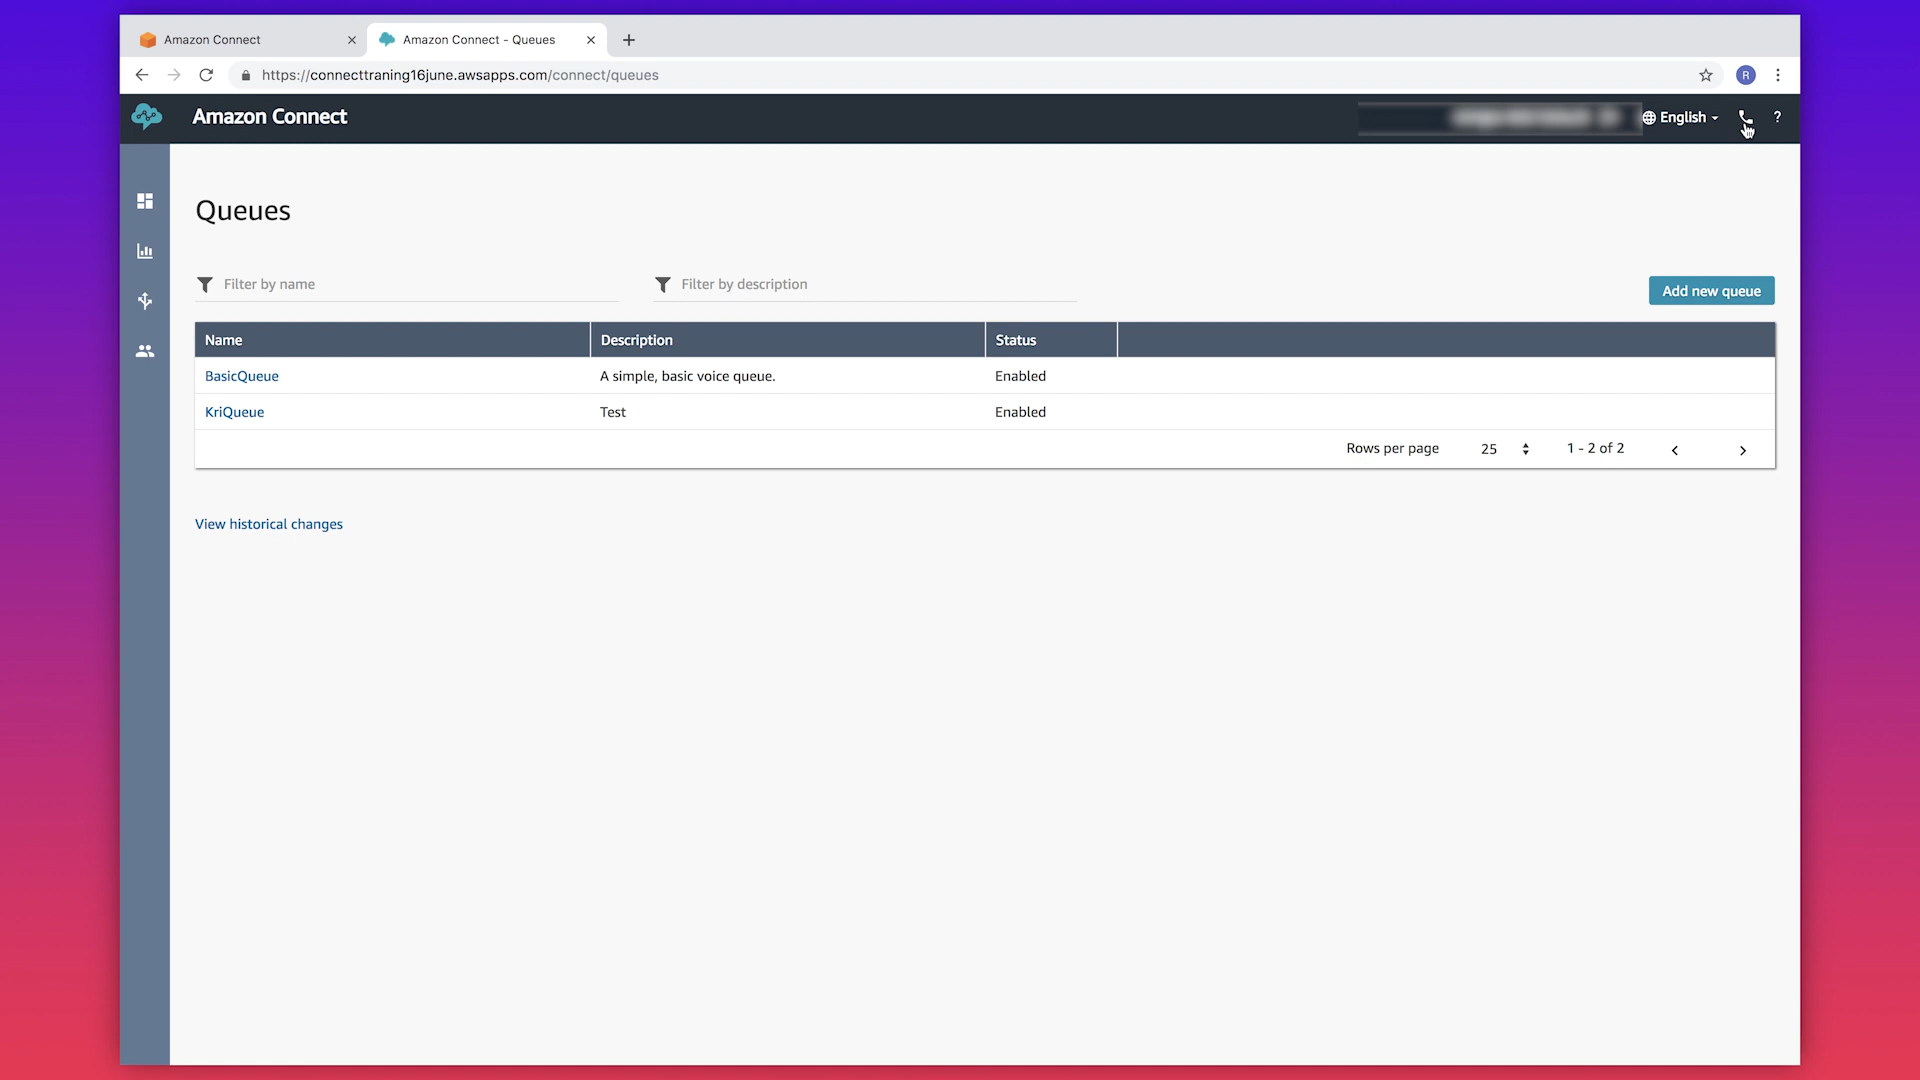 Amazon Connect
Amazon Connect - Queues
https://connecttraning16june.awsapps.com/connect/queues
R
Amazon Connect
English
?
Queues
Filter by name
Filter by description
Add new queue
Name Description Status
BasicQueue A simple, basic voice queue. Enabled
KriQueue Test Enabled
Rows per page 25 1 - 2 of 2
View historical changes